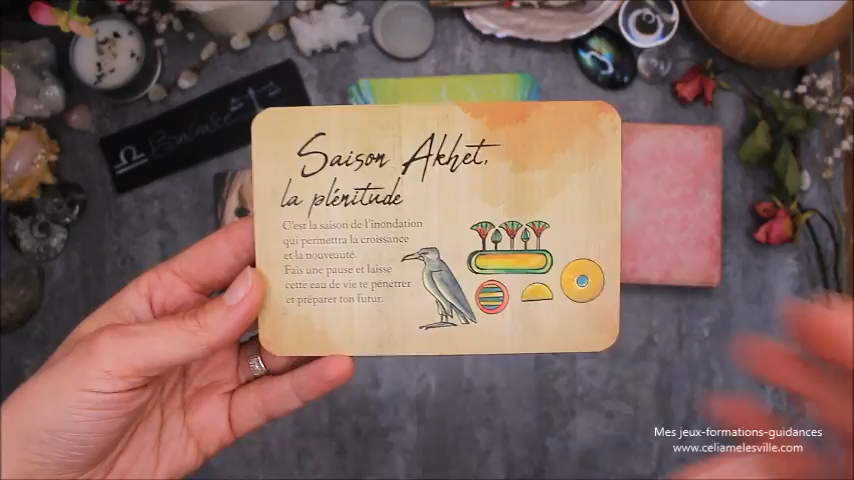 Balance
Saison Akhet,
la plénitude
C'est la saison de l'inondation
qui permettra la croissance
et la nouveauté.
Fais une pause et laisse
cette eau de vie te pénétrer
et préparer ton futur.
Mes jeux-formations-guidances
www.celiamelesville.com